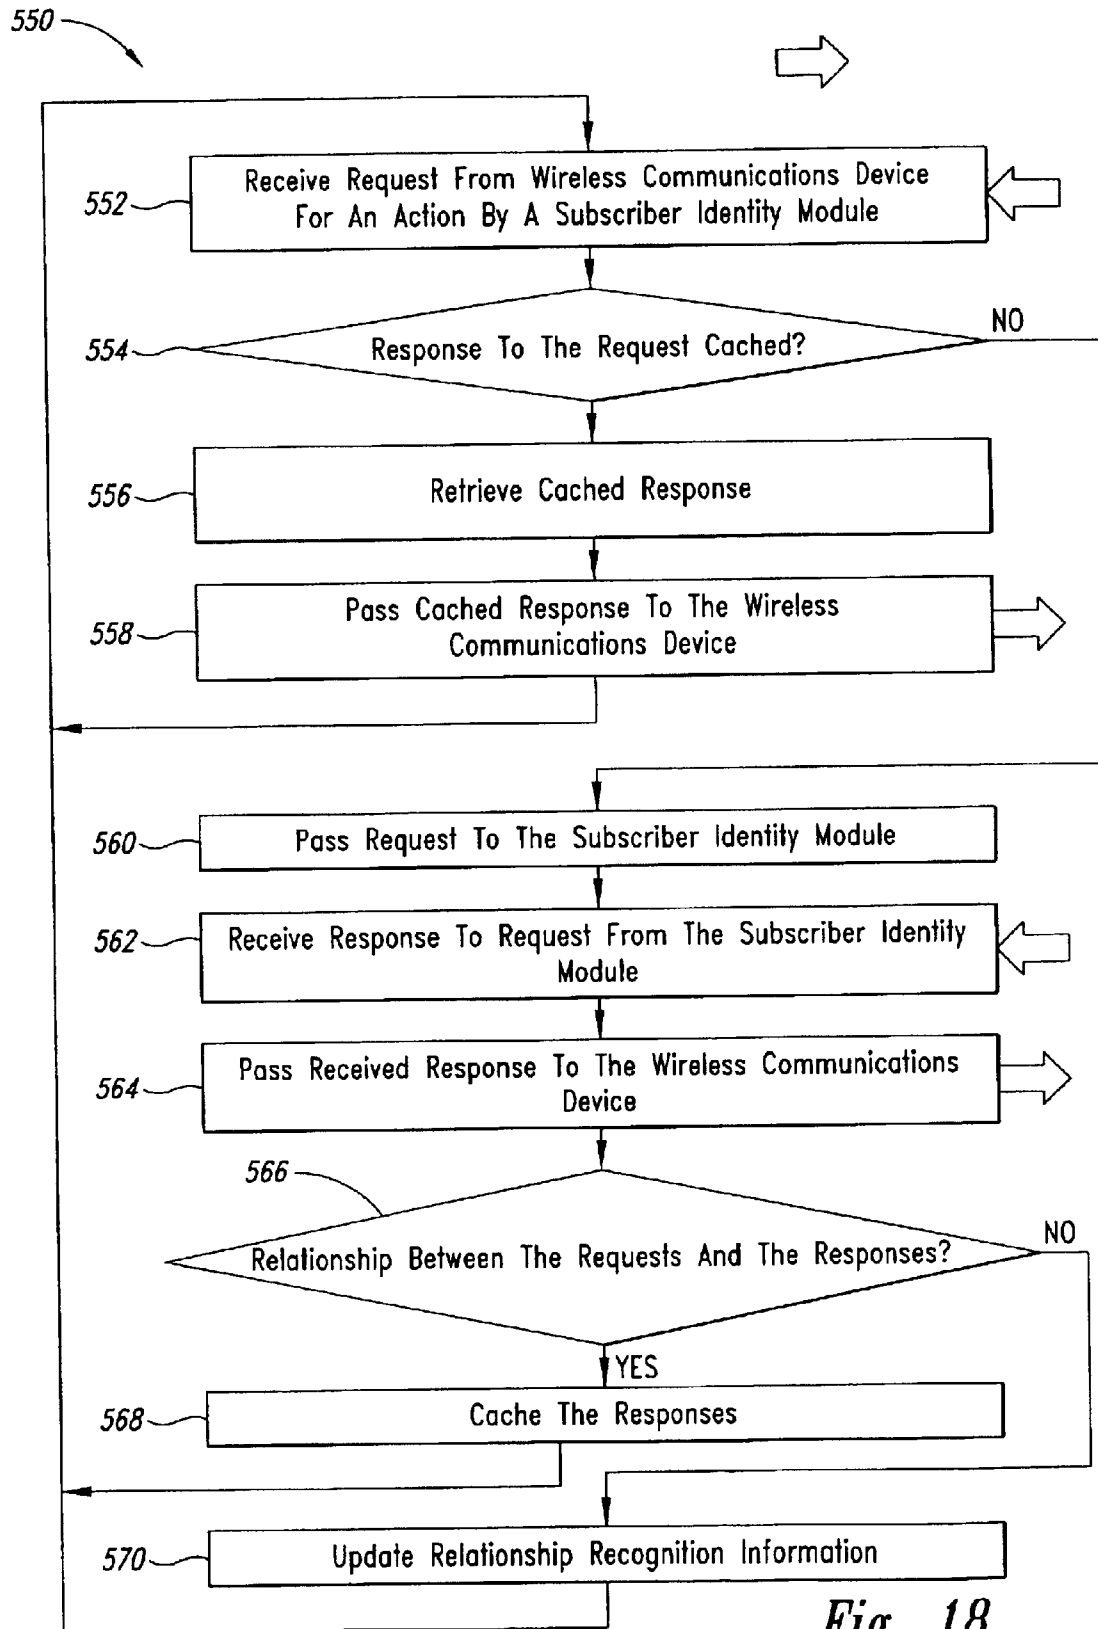 550
552
Receive Request From Wireless Communications Device
For An Action By A Subscriber Identity Module
554
Response To The Request Cached?
NO
556
Retrieve Cached Response
558
Pass Cached Response To The Wireless
Communications Device
560
Pass Request To The Subscriber Identity Module
562
Receive Response To Request From The Subscriber Identity
Module
564
Pass Received Response To The Wireless Communications
Device
566
Relationship Between The Requests And The Responses?
NO
YES
568
Cache The Responses
570
Update Relationship Recognition Information
Fig. 18